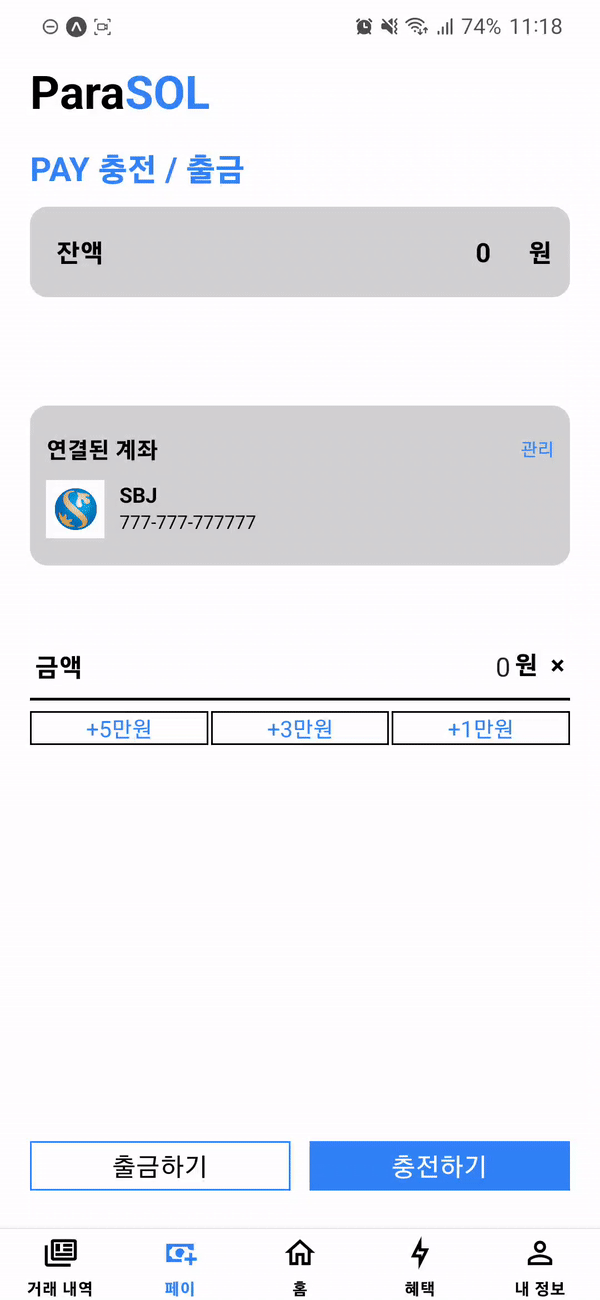 74% 11:18
ParaSOL
PAY 충전 / 출금
잔액 0 원
연결된 계좌 관리
SBJ
777-777-777777
금액 0 원 ×
+5만원 +3만원 +1만원
출금하기 충전하기
거래 내역 페이 홈 혜택 내 정보